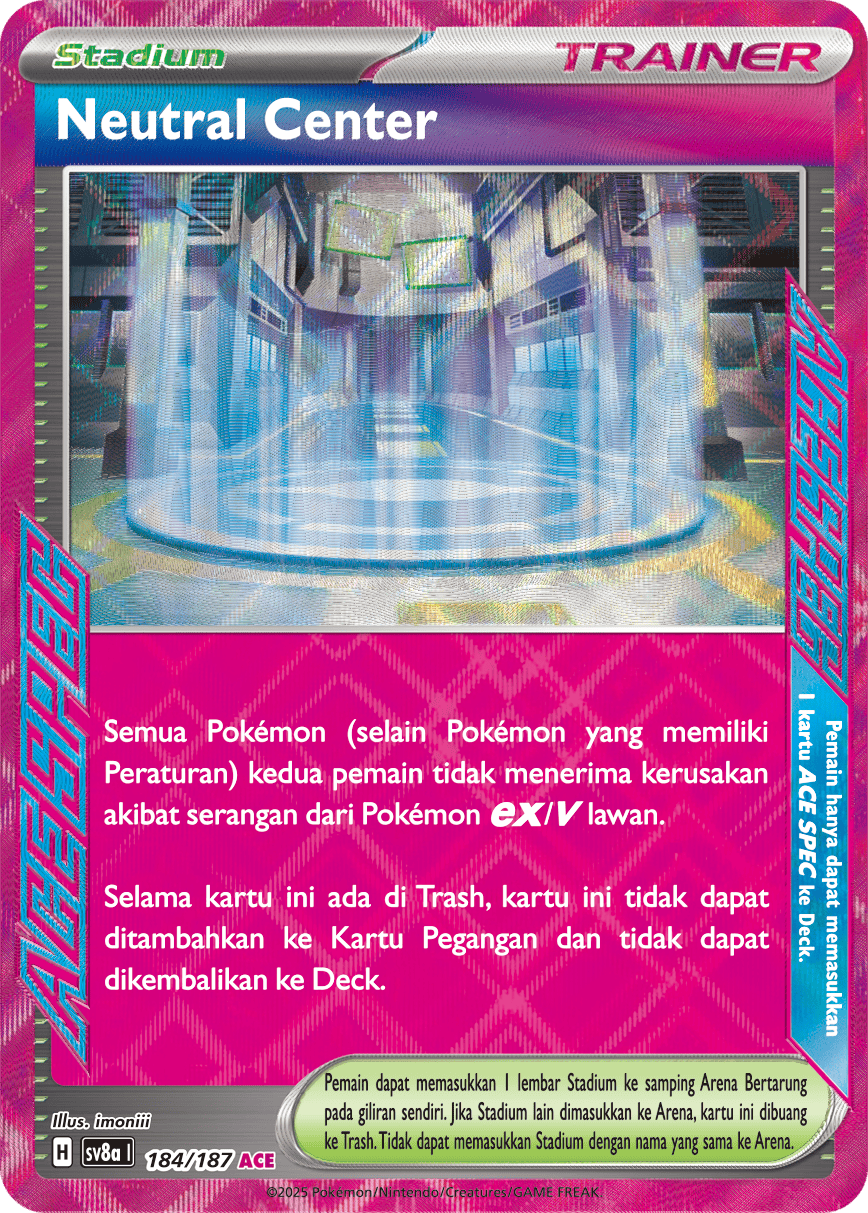 Stadium
TRAINER
Neutral Center
ACE SPEC
ACE SPEC
Pemain hanya dapat memasukkan
1 kartu ACE SPEC ke Deck.
Semua Pokémon (selain Pokémon yang memiliki
Peraturan) kedua pemain tidak menerima kerusakan
akibat serangan dari Pokémon ex/V lawan.
Selama kartu ini ada di Trash, kartu ini tidak dapat
ditambahkan ke Kartu Pegangan dan tidak dapat
dikembalikan ke Deck.
Pemain dapat memasukkan 1 lembar Stadium ke samping Arena Bertarung
pada giliran sendiri. Jika Stadium lain dimasukkan ke Arena, kartu ini dibuang
ke Trash. Tidak dapat memasukkan Stadium dengan nama yang sama ke Arena.
Illus. imoniii
H sv8a I 184/187 ACE
©2025 Pokémon/Nintendo/Creatures/GAME FREAK.